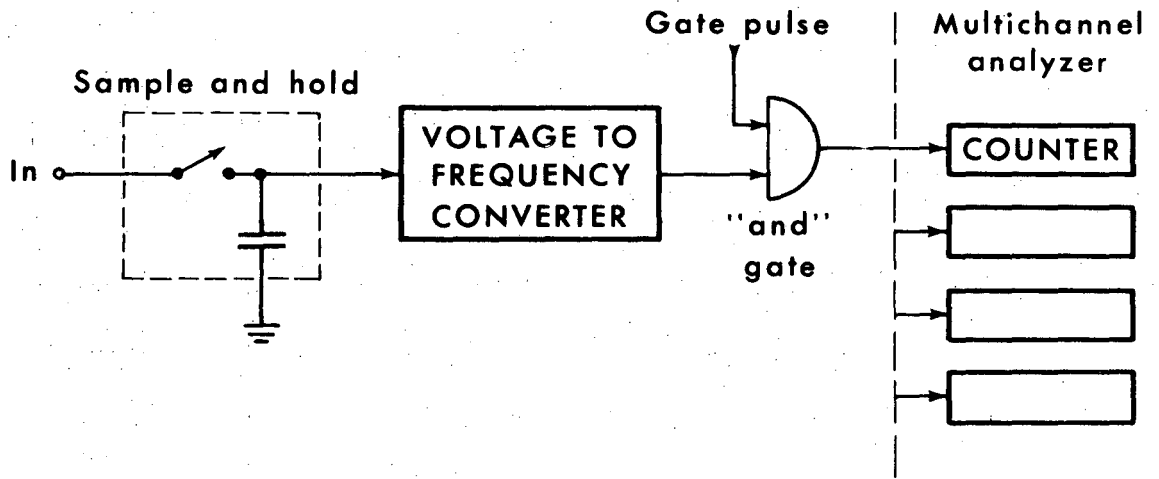 Gate pulse
Multichannel
analyzer
Sample and hold
In
VOLTAGE TO
FREQUENCY
CONVERTER
COUNTER
"and"
gate